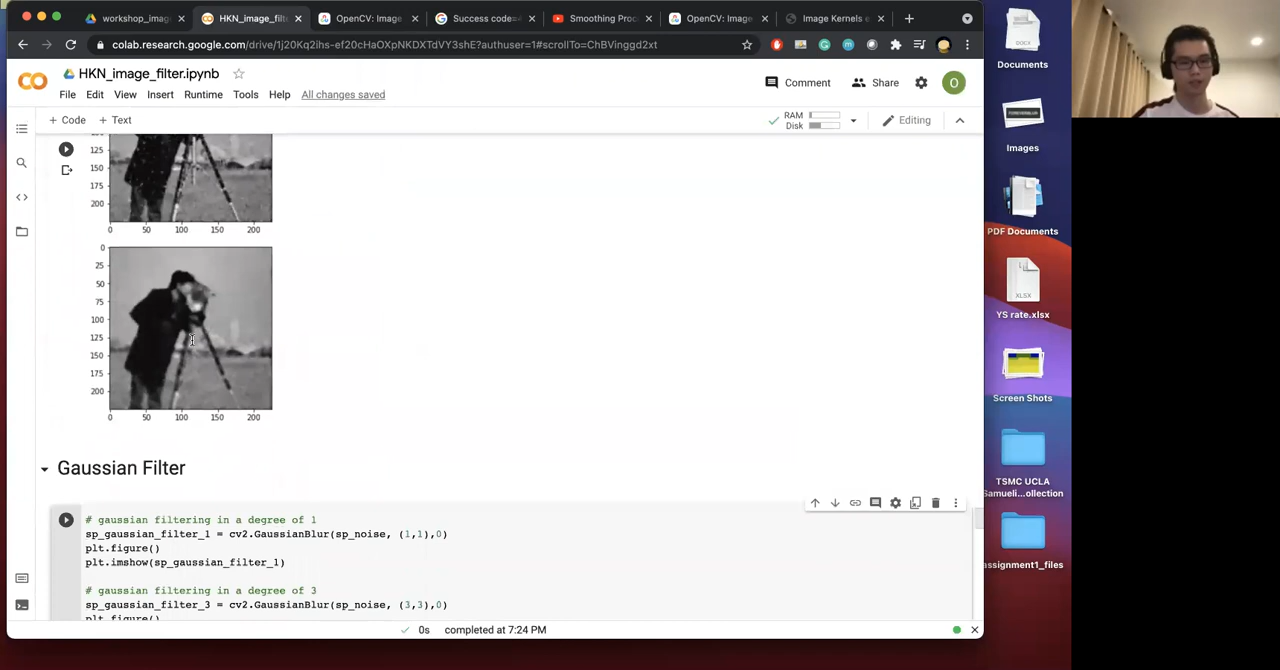 workshop_imag
HKN_image_filt
OpenCV: Image
Success code=
Smoothing Proc
OpenCV: Image
Image Kernels e
colab.research.google.com/drive/1j20Kq2ihs-ef20cHaOXpNKDXTdVY3shE?authuser=1#scrollTo=ChBVinggd2xt
CO
HKN_image_filter.ipynb
File Edit View Insert Runtime Tools Help All changes saved
Comment
Share
O
+ Code + Text
RAM
Disk
Editing
125
150
175
200
0 50 100 150 200
0
25
50
75
100
125
150
175
200
0 50 100 150 200
Gaussian Filter
# gaussian filtering in a degree of 1
sp_gaussian_filter_1 = cv2.GaussianBlur(sp_noise, (1,1),0)
plt.figure()
plt.imshow(sp_gaussian_filter_1)
# gaussian filtering in a degree of 3
sp_gaussian_filter_3 = cv2.GaussianBlur(sp_noise, (3,3),0)
plt.figure()
0s completed at 7:24 PM
DOCX
Documents
Images
PDF Documents
XLSX
YS rate.xlsx
Screen Shots
TSMC UCLA
Samueli...ollection
assignment1_files